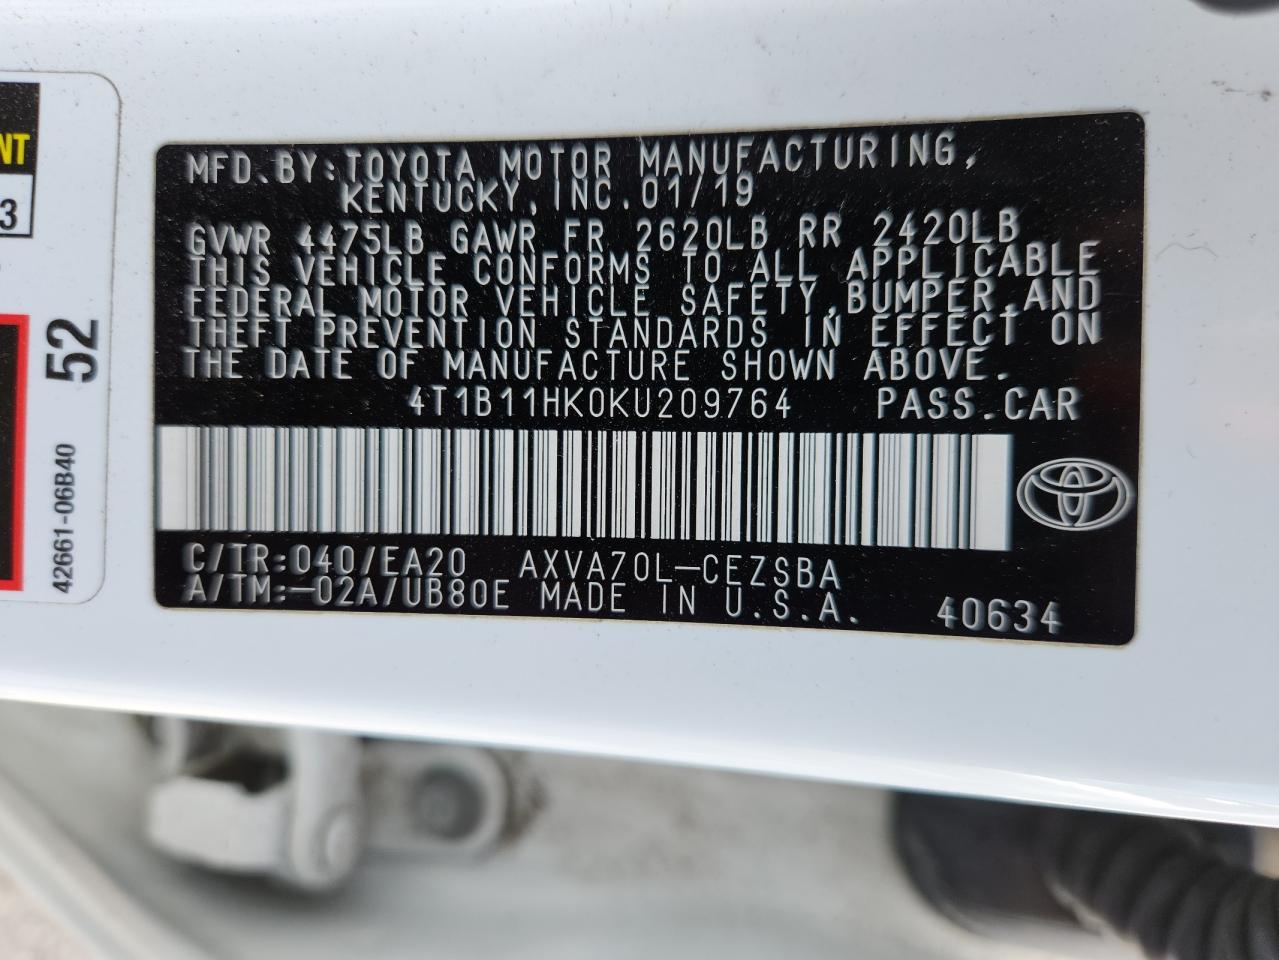 NT
3
52
42661-06B40
MFD.BY:TOYOTA MOTOR MANUFACTURING,
KENTUCKY,INC.01/19
GVWR 4475LB GAWR FR 2620LB RR 2420LB
THIS VEHICLE CONFORMS TO ALL APPLICABLE
FEDERAL MOTOR VEHICLE SAFETY,BUMPER,AND
THEFT PREVENTION STANDARDS IN EFFECT ON
THE DATE OF MANUFACTURE SHOWN ABOVE.
4T1B11HK0KU209764 PASS.CAR
C/TR:040/EA20 AXVA70L-CEZSBA
A/TM:-02A/UB80E MADE IN U.S.A. 40634